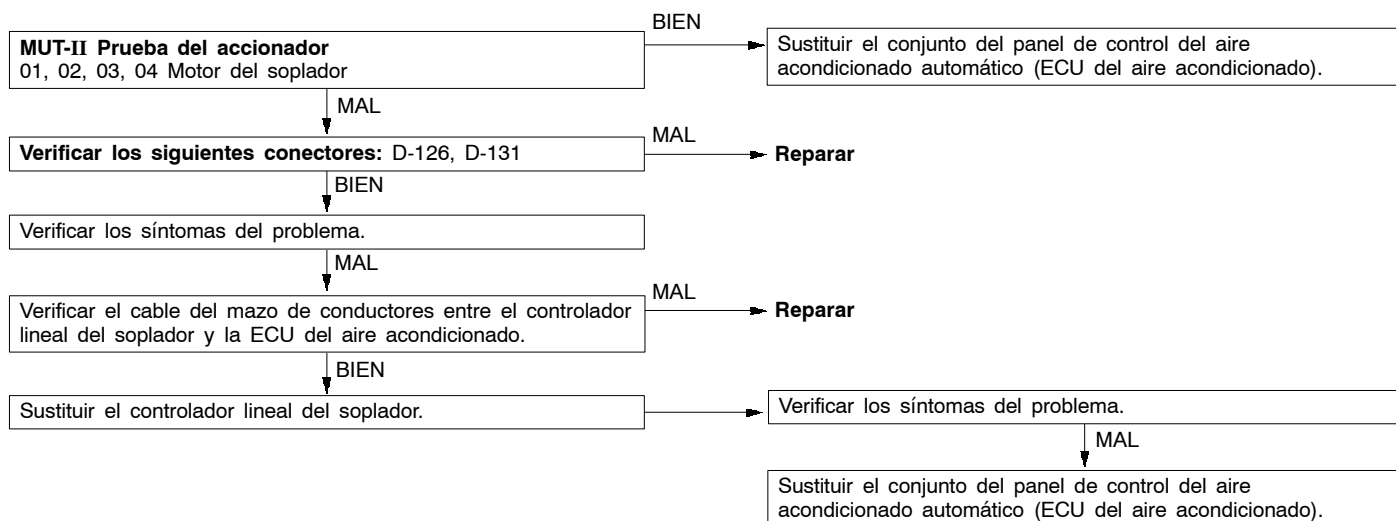 BIEN
MUT-II Prueba del accionador
01, 02, 03, 04 Motor del soplador
Sustituir el conjunto del panel de control del aire
acondicionado automático (ECU del aire acondicionado).
MAL
Verificar los siguientes conectores: D-126, D-131
MAL
Reparar
BIEN
Verificar los síntomas del problema.
MAL
Verificar el cable del mazo de conductores entre el controlador
lineal del soplador y la ECU del aire acondicionado.
MAL
Reparar
BIEN
Sustituir el controlador lineal del soplador.
Verificar los síntomas del problema.
MAL
Sustituir el conjunto del panel de control del aire
acondicionado automático (ECU del aire acondicionado).